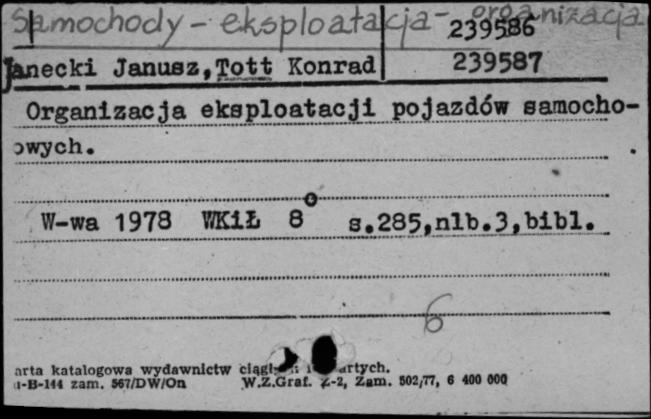 Samochody - eksploatacja - organizacja
239586
Janecki Janusz, Tott Konrad
239587
Organizacja eksploatacji pojazdów samocho-
owych.
W-wa 1978 WKiŁ 8° s.285,nlb.3,bibl.
6
arta katalogowa wydawnictw ciągł artych.
I-B-144 zam. 567/DW/On W.Z.Graf. Z-2, Zam. 502/77, 6 400 000